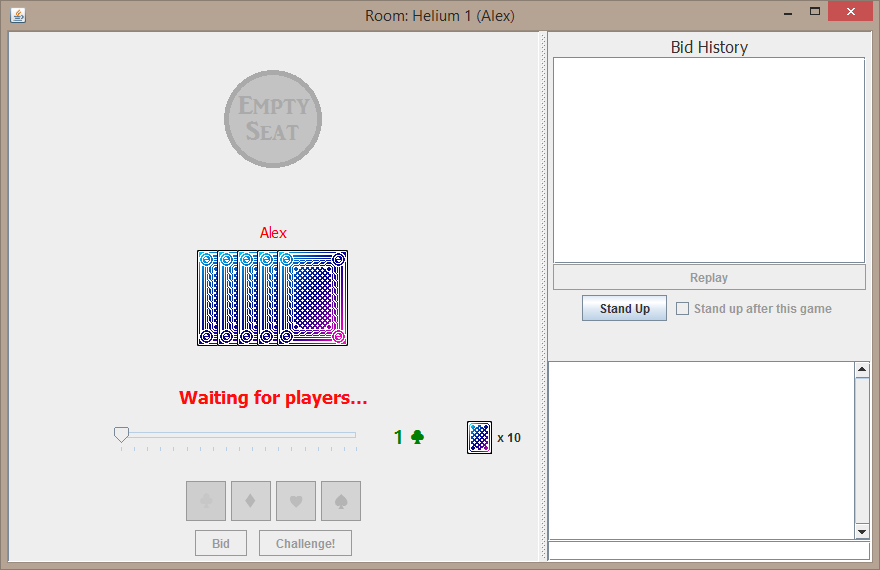 Room: Helium 1 (Alex)
Bid History
EMPTY
SEAT
Alex
Replay
Stand Up
Stand up after this game
Waiting for players...
1 ♣
x 10
Bid
Challenge!